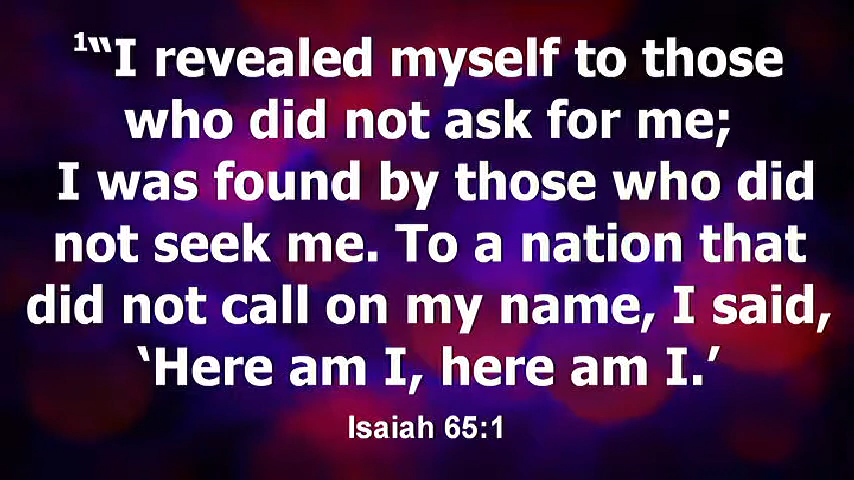 ¹“I revealed myself to those
who did not ask for me;
I was found by those who did
not seek me. To a nation that
did not call on my name, I said,
‘Here am I, here am I.’
Isaiah 65:1